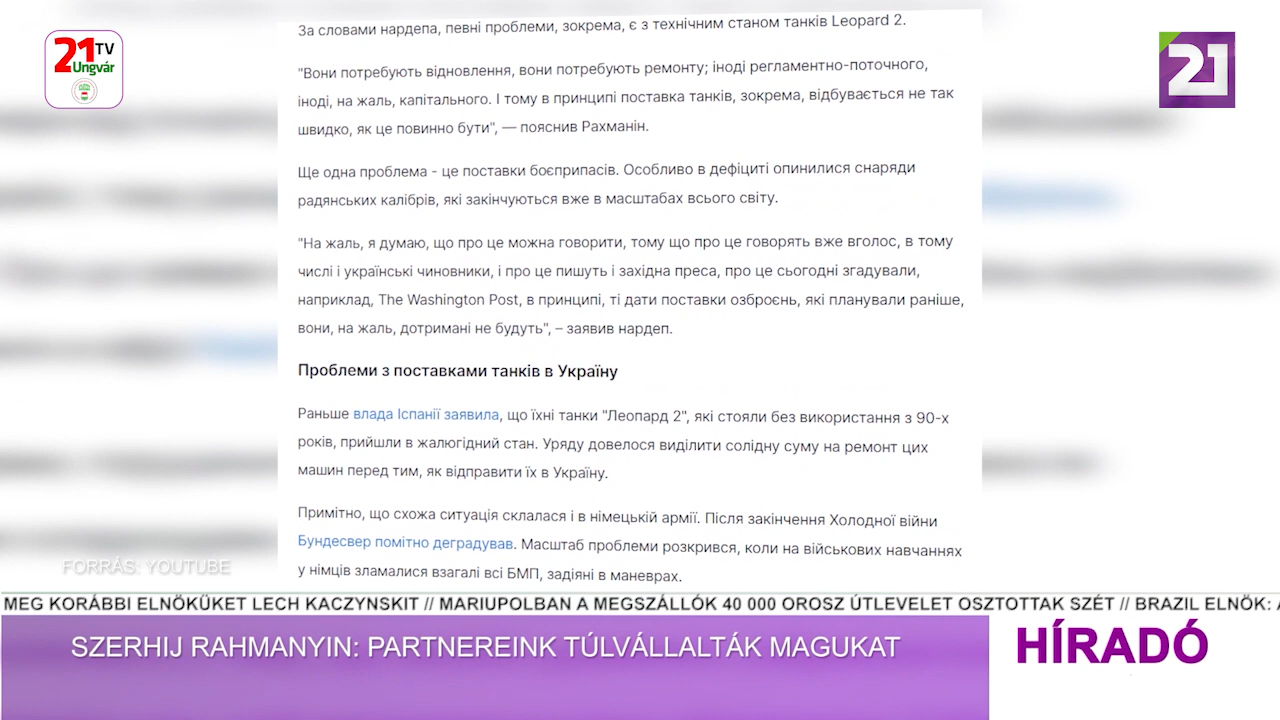 За словами нардепа, певні проблеми, зокрема, є з технічним станом танків Leopard 2.
21TV
Ungvár
21
"Вони потребують відновлення, вони потребують ремонту; іноді регламентно-поточного,
іноді, на жаль, капітального. І тому в принципі поставка танків, зокрема, відбувається не так
швидко, як це повинно бути", — пояснив Рахманін.
Ще одна проблема - це поставки боєприпасів. Особливо в дефіциті опинилися снаряди
радянських калібрів, які закінчуються вже в масштабах всього світу.
"На жаль, я думаю, що про це можна говорити, тому що про це говорять вже вголос, в тому
числі і українські чиновники, і про це пишуть і західна преса, про це сьогодні згадували,
наприклад, The Washington Post, в принципі, ті дати поставки озброєнь, які планували раніше,
вони, на жаль, дотримані не будуть", – заявив нардеп.
Проблеми з поставками танків в Україну
Раньше влада Іспанії заявила, що їхні танки "Леопард 2", які стояли без використання з 90-х
років, прийшли в жалюгідний стан. Уряду довелося виділити солідну суму на ремонт цих
машин перед тим, як відправити їх в Україну.
Примітно, що схожа ситуація склалася і в німецькій армії. Після закінчення Холодної війни
Бундесвер помітно деградував. Масштаб проблеми розкрився, коли на військових навчаннях
у німців зламалися взагалі всі БМП, задіяні в маневрах.
FORRÁS: YOUTUBE
MEG KORÁBBI ELNÖKÜKET LECH KACZYNSKIT // MARIUPOLBAN A MEGSZÁLLÓK 40 000 OROSZ ÚTLEVELET OSZTOTTAK SZÉT // BRAZIL ELNÖK:
SZERHIJ RAHMANYIN: PARTNEREINK TÚLVÁLLALTÁK MAGUKAT
HÍRADÓ